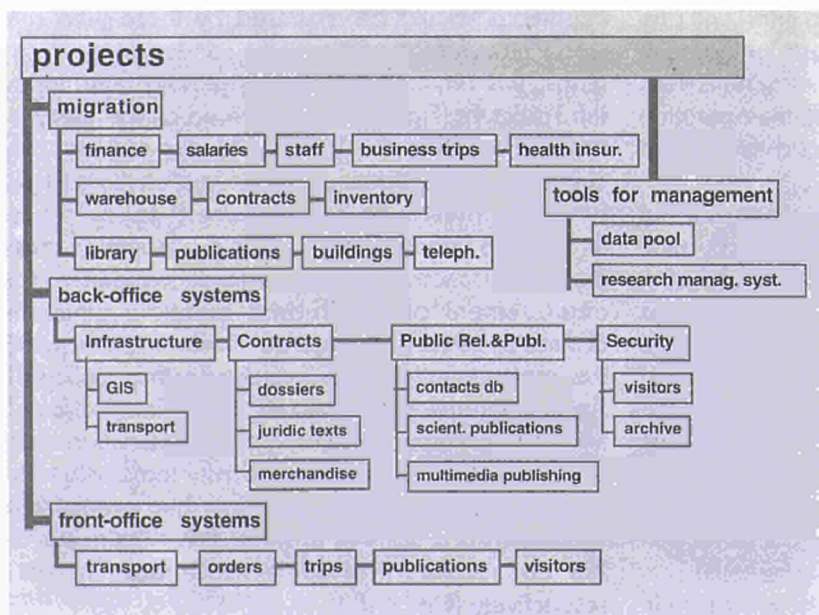 projects
migration
finance salaries staff business trips health insur.
warehouse contracts inventory
tools for management
data pool
library publications buildings teleph.
research manag. syst.
back-office systems
Infrastructure Contracts Public Rel.&Publ. Security
GIS dossiers contacts db visitors
transport juridic texts scient. publications archive
merchandise multimedia publishing
front-office systems
transport orders trips publications visitors